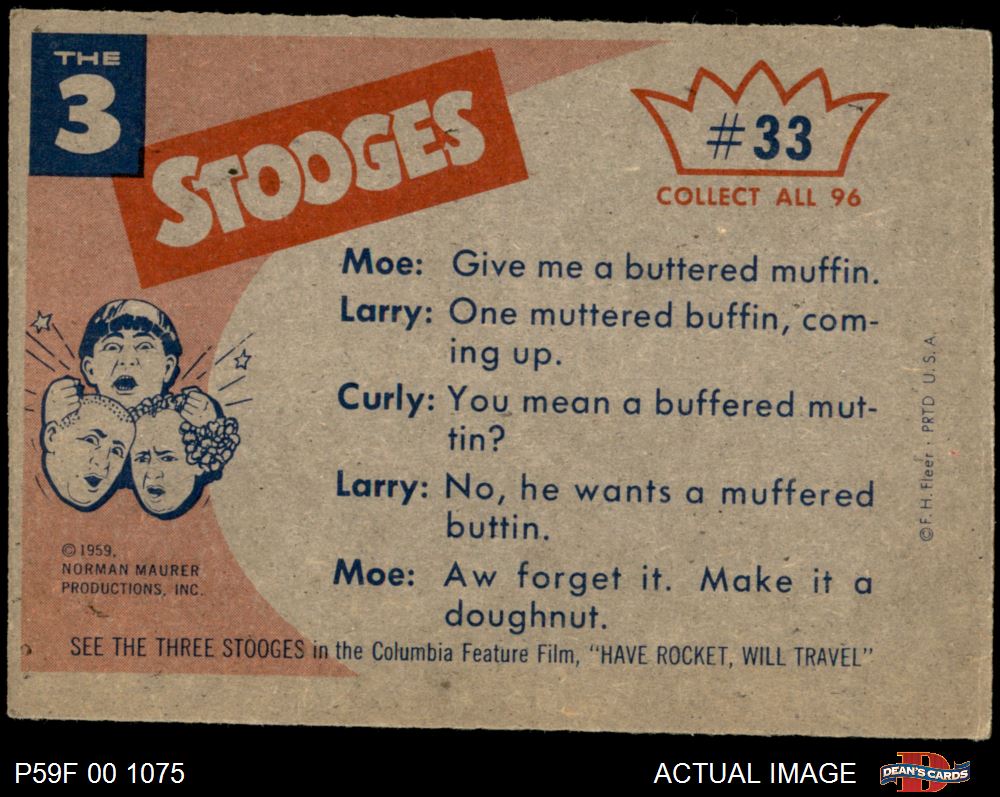 THE
3
STOOGES
#33
COLLECT ALL 96
Moe: Give me a buttered muffin.
Larry: One muttered buffin, com-
ing up.
Curly: You mean a buffered mut-
tin?
Larry: No, he wants a muffered
buttin.
Moe: Aw forget it. Make it a
doughnut.
© F. H. Fleer · PRTD U. S. A.
© 1959,
NORMAN MAURER
PRODUCTIONS, INC.
SEE THE THREE STOOGES in the Columbia Feature Film, "HAVE ROCKET, WILL TRAVEL"
P59F 00 1075
ACTUAL IMAGE
DEAN'S CARDS